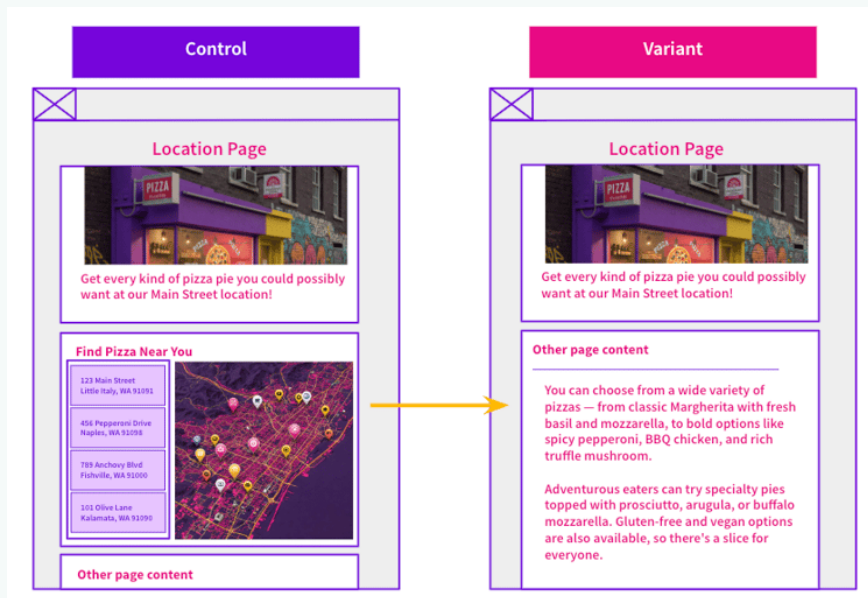 Control
Location Page
PIZZA
Get every kind of pizza pie you could possibly
want at our Main Street location!
Find Pizza Near You
123 Main Street
Little Italy, WA 91091
456 Pepperoni Drive
Naples, WA 91098
789 Anchovy Blvd
Fishville, WA 91000
101 Olive Lane
Kalamata, WA 91090
Other page content
Variant
Location Page
PIZZA
Get every kind of pizza pie you could possibly
want at our Main Street location!
Other page content
You can choose from a wide variety of
pizzas — from classic Margherita with fresh
basil and mozzarella, to bold options like
spicy pepperoni, BBQ chicken, and rich
truffle mushroom.
Adventurous eaters can try specialty pies
topped with prosciutto, arugula, or buffalo
mozzarella. Gluten-free and vegan options
are also available, so there's a slice for
everyone.